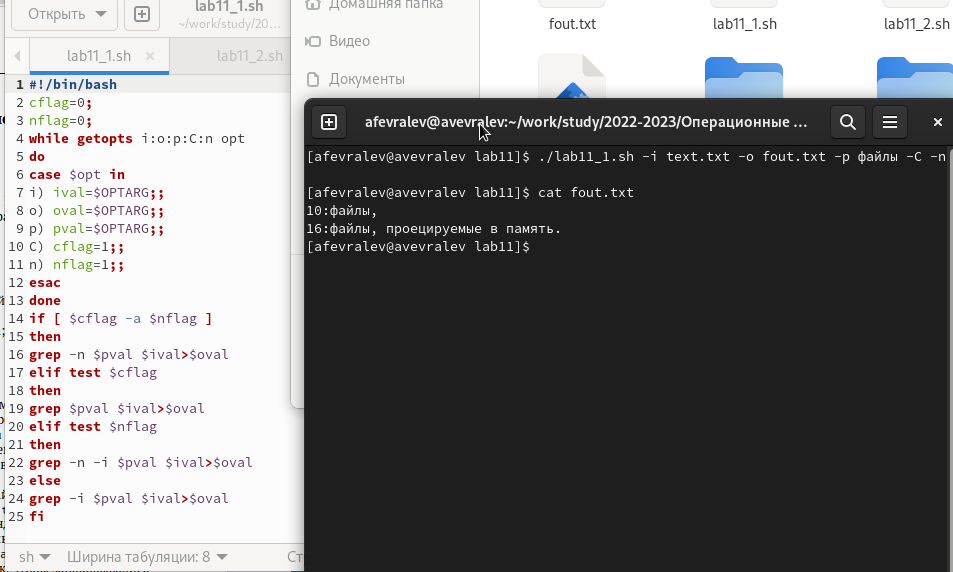 Открыть
lab11_1.sh
~/work/study/20...
lab11_1.sh
lab11_2.sh
1 #!/bin/bash
2 cflag=0;
3 nflag=0;
4 while getopts i:o:p:C:n opt
5 do
6 case $opt in
7 i) ival=$OPTARG;;
8 o) oval=$OPTARG;;
9 p) pval=$OPTARG;;
10 C) cflag=1;;
11 n) nflag=1;;
12 esac
13 done
14 if [ $cflag -a $nflag ]
15 then
16 grep -n $pval $ival>$oval
17 elif test $cflag
18 then
19 grep $pval $ival>$oval
20 elif test $nflag
21 then
22 grep -n -i $pval $ival>$oval
23 else
24 grep -i $pval $ival>$oval
25 fi
sh
Ширина табуляции: 8
Ст
Домашняя папка
Видео
Документы
fout.txt
lab11_1.sh
lab11_2.sh
afevralev@avevralev:~/work/study/2022-2023/Операционные ...
[afevralev@avevralev lab11]$ ./lab11_1.sh -i text.txt -o fout.txt -p файлы -C -n
[afevralev@avevralev lab11]$ cat fout.txt
10:файлы,
16:файлы, проецируемые в память.
[afevralev@avevralev lab11]$